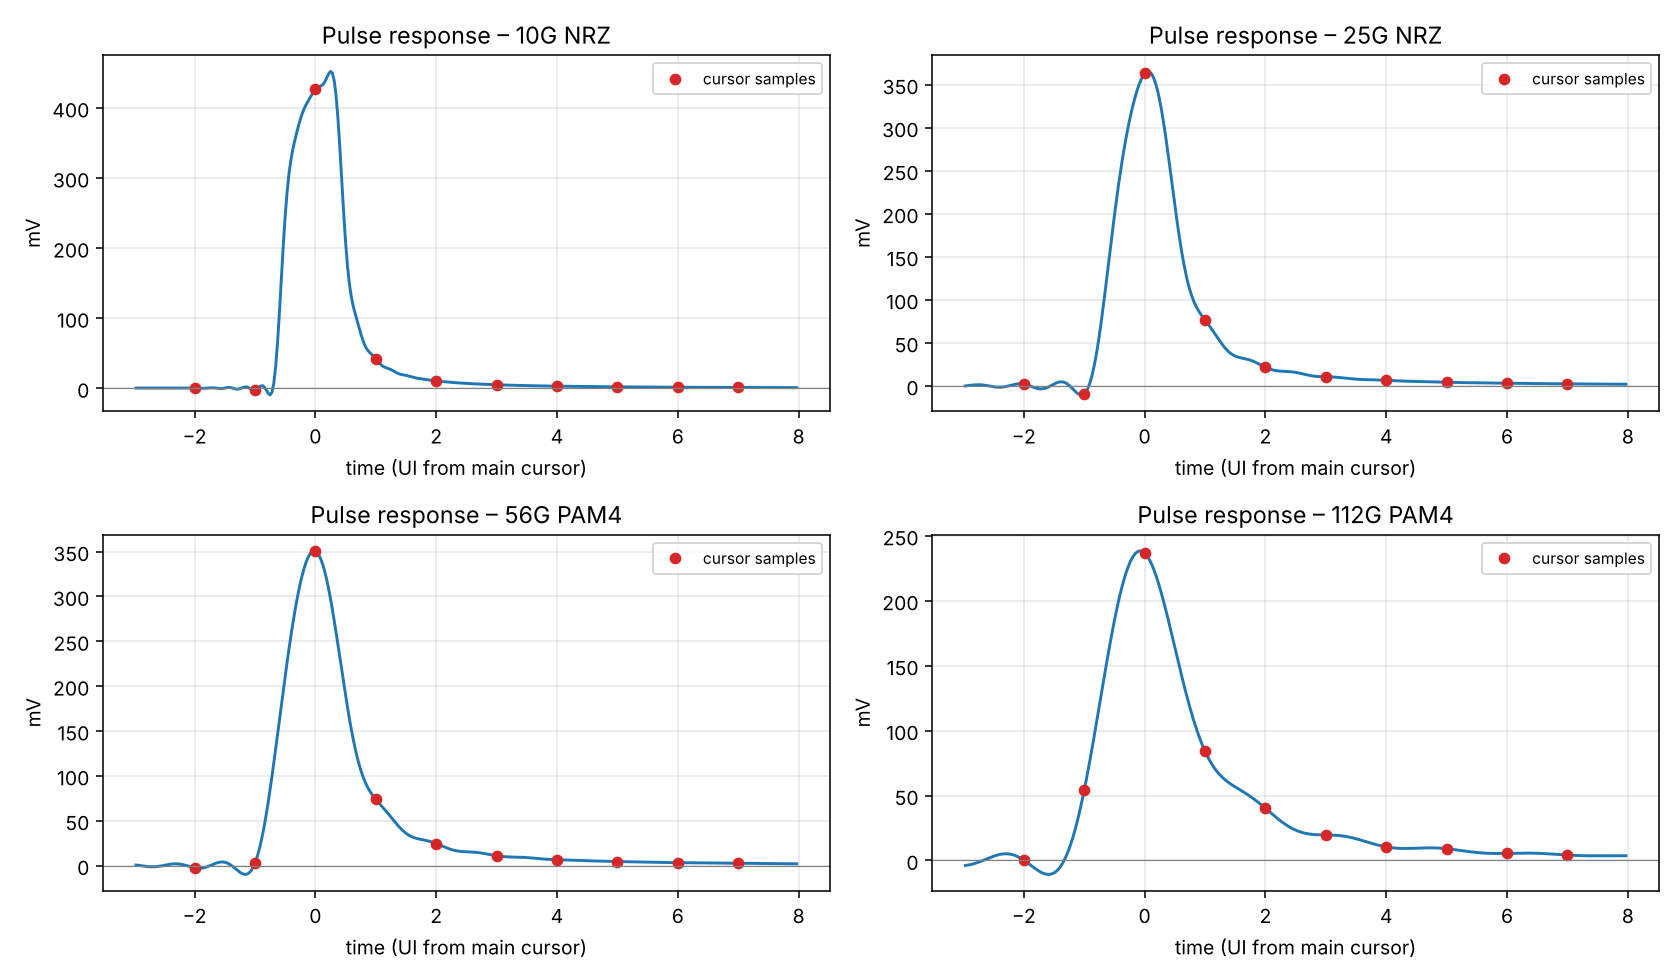 Pulse response – 10G NRZ
cursor samples
400
300
200
100
0
mV
−2 0 2 4 6 8
time (UI from main cursor)
Pulse response – 25G NRZ
cursor samples
350
300
250
200
150
100
50
0
mV
−2 0 2 4 6 8
time (UI from main cursor)
Pulse response – 56G PAM4
cursor samples
350
300
250
200
150
100
50
0
mV
−2 0 2 4 6 8
time (UI from main cursor)
Pulse response – 112G PAM4
cursor samples
250
200
150
100
50
0
mV
−2 0 2 4 6 8
time (UI from main cursor)